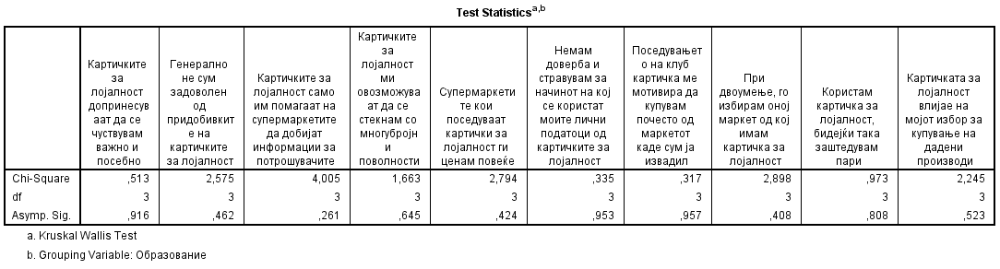 Test Statisticsa,b
Картичките
за
лојалност
допринесув
аат да се
чуствувам
важно и
посебно
Генерално
не сум
задоволен
од
придобивкит
е на
картичките
за лојалност
Картичките за
лојалност само
им помагаат на
супермаркетите
да добијат
информации за
потрошувачите
Картичките
за
лојалност
ми
овозможува
ат да се
стекнам со
многубројн
и
поволности
Супермаркети
те кои
поседуваат
картички за
лојалност ги
ценам повеќе
Немам
доверба и
стравувам за
начинот на кој
се користат
моите лични
податоци од
картичките за
лојалност
Поседувањет
о на клуб
картичка ме
мотивира да
купувам
почесто од
маркетот
каде сум ја
извадил
При
двоумење, го
избирам оној
маркет од кој
имам
картичка за
лојалност
Користам
картичка за
лојалност,
бидејќи така
заштедувам
пари
Картичката за
лојалност
влијае на
мојот избор за
купување на
дадени
производи
Chi-Square ,513 2,575 4,005 1,663 2,794 ,335 ,317 2,898 ,973 2,245
df 3 3 3 3 3 3 3 3 3 3
Asymp. Sig. ,916 ,462 ,261 ,645 ,424 ,953 ,957 ,408 ,808 ,523
a. Kruskal Wallis Test
b. Grouping Variable: Образование